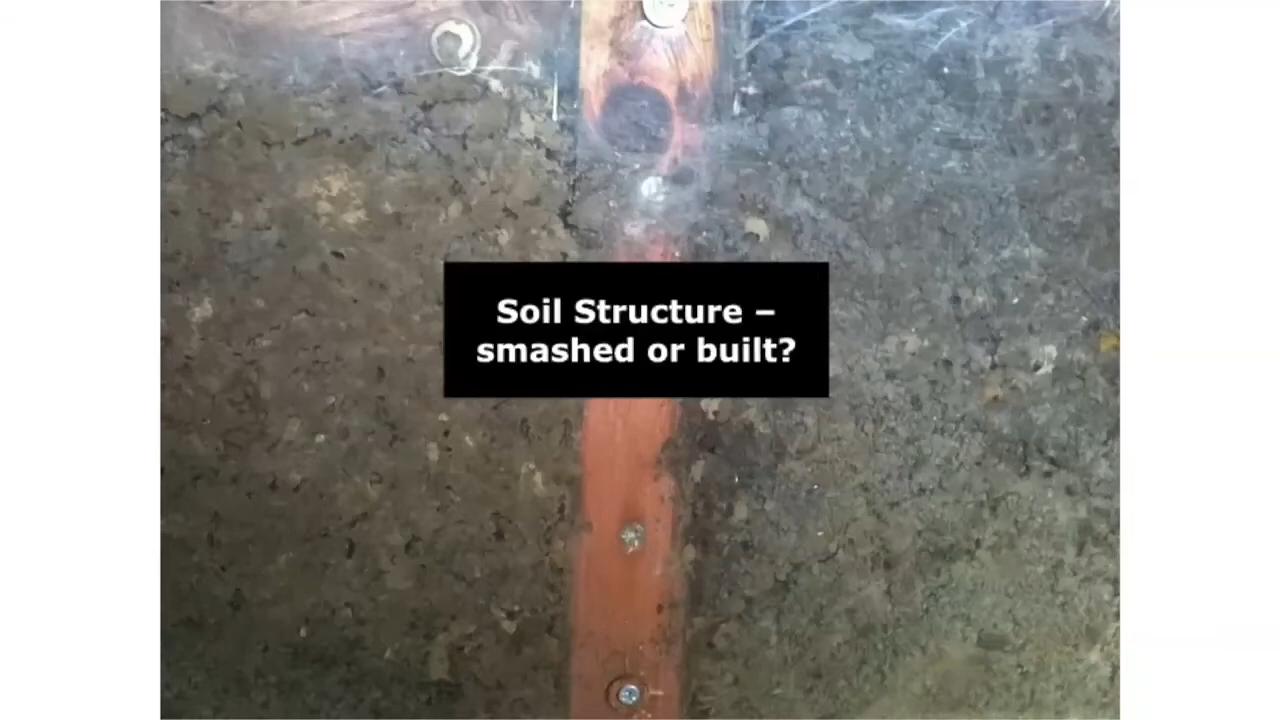 Soil Structure –
smashed or built?